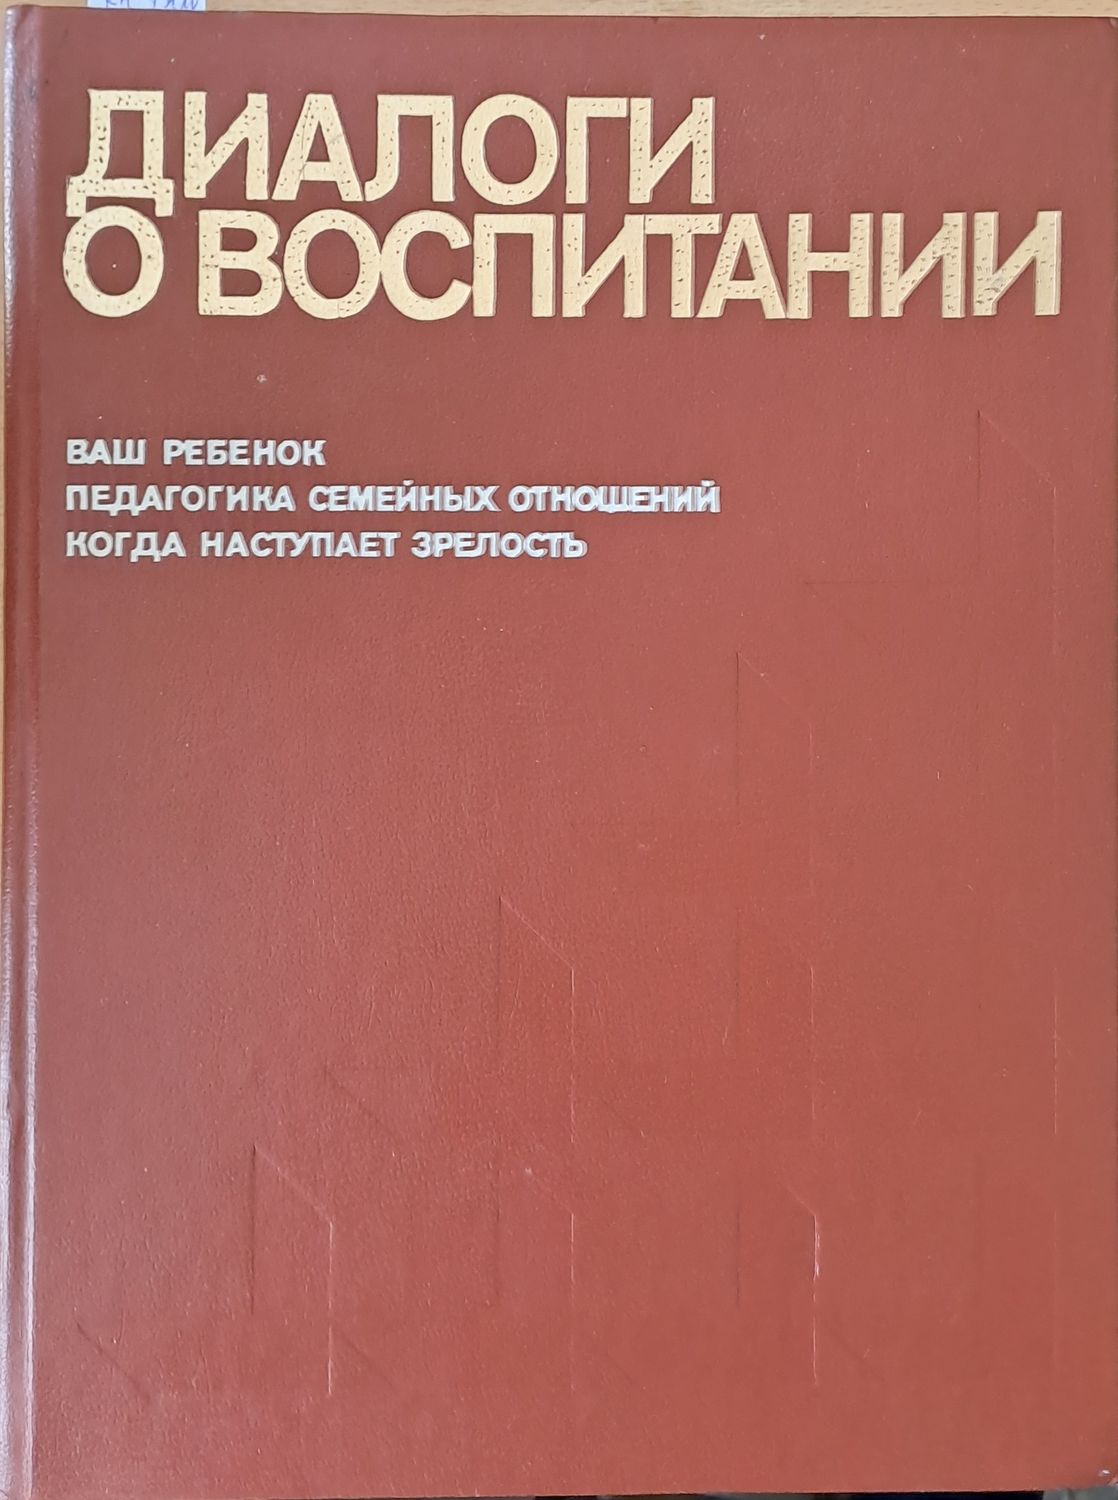 ДИАЛОГИ
О ВОСПИТАНИИ
ВАШ РЕБЕНОК
ПЕДАГОГИКА СЕМЕЙНЫХ ОТНОШЕНИЙ
КОГДА НАСТУПАЕТ ЗРЕЛОСТЬ